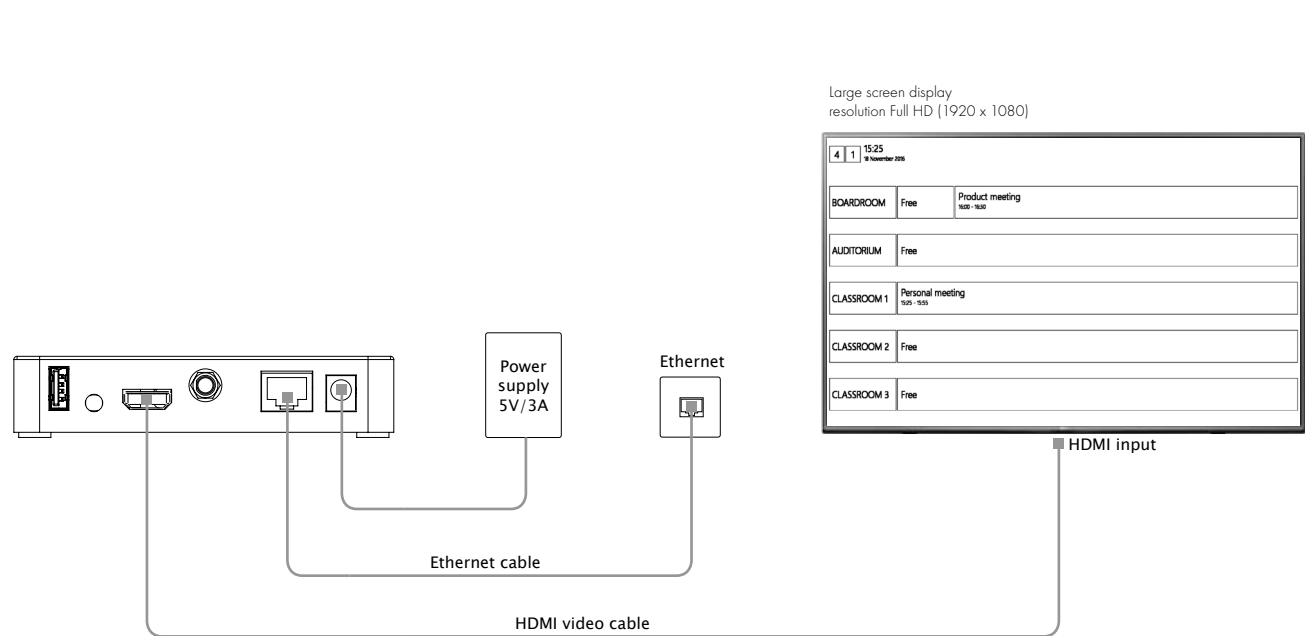 Large screen display
resolution Full HD (1920 x 1080)
4 1 15:25
18 November 2016
BOARDROOM Free Product meeting
16:00 - 16:30
AUDITORIUM Free
CLASSROOM 1 Personal meeting
15:25 - 15:55
CLASSROOM 2 Free
CLASSROOM 3 Free
Power
supply
5V/3A
Ethernet
HDMI input
Ethernet cable
HDMI video cable